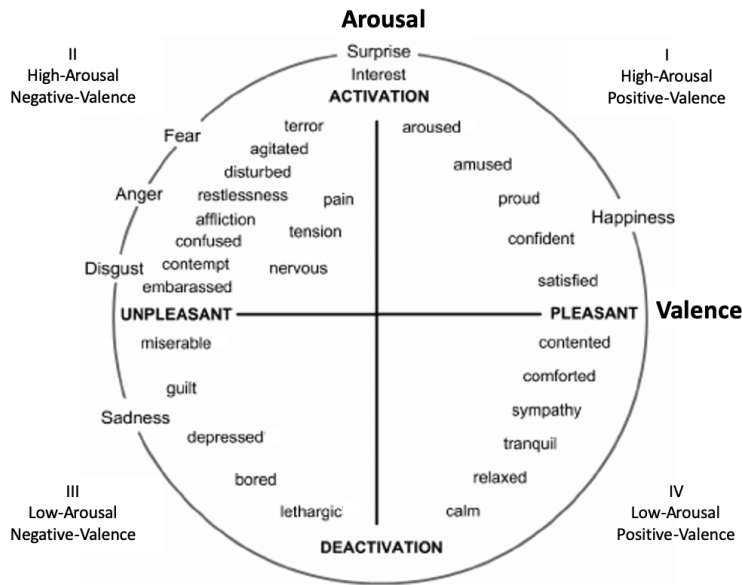 Arousal
II
High-Arousal
Negative-Valence
Surprise
Interest
ACTIVATION
I
High-Arousal
Positive-Valence
Fear
terror
aroused
agitated
disturbed
amused
Anger
restlessness
pain
proud
affliction
Happiness
confused
tension
confident
Disgust
contempt
nervous
embarassed
satisfied
UNPLEASANT
PLEASANT
Valence
miserable
contented
guilt
comforted
Sadness
sympathy
depressed
tranquil
bored
relaxed
III
Low-Arousal
Negative-Valence
lethargic
calm
IV
Low-Arousal
Positive-Valence
DEACTIVATION